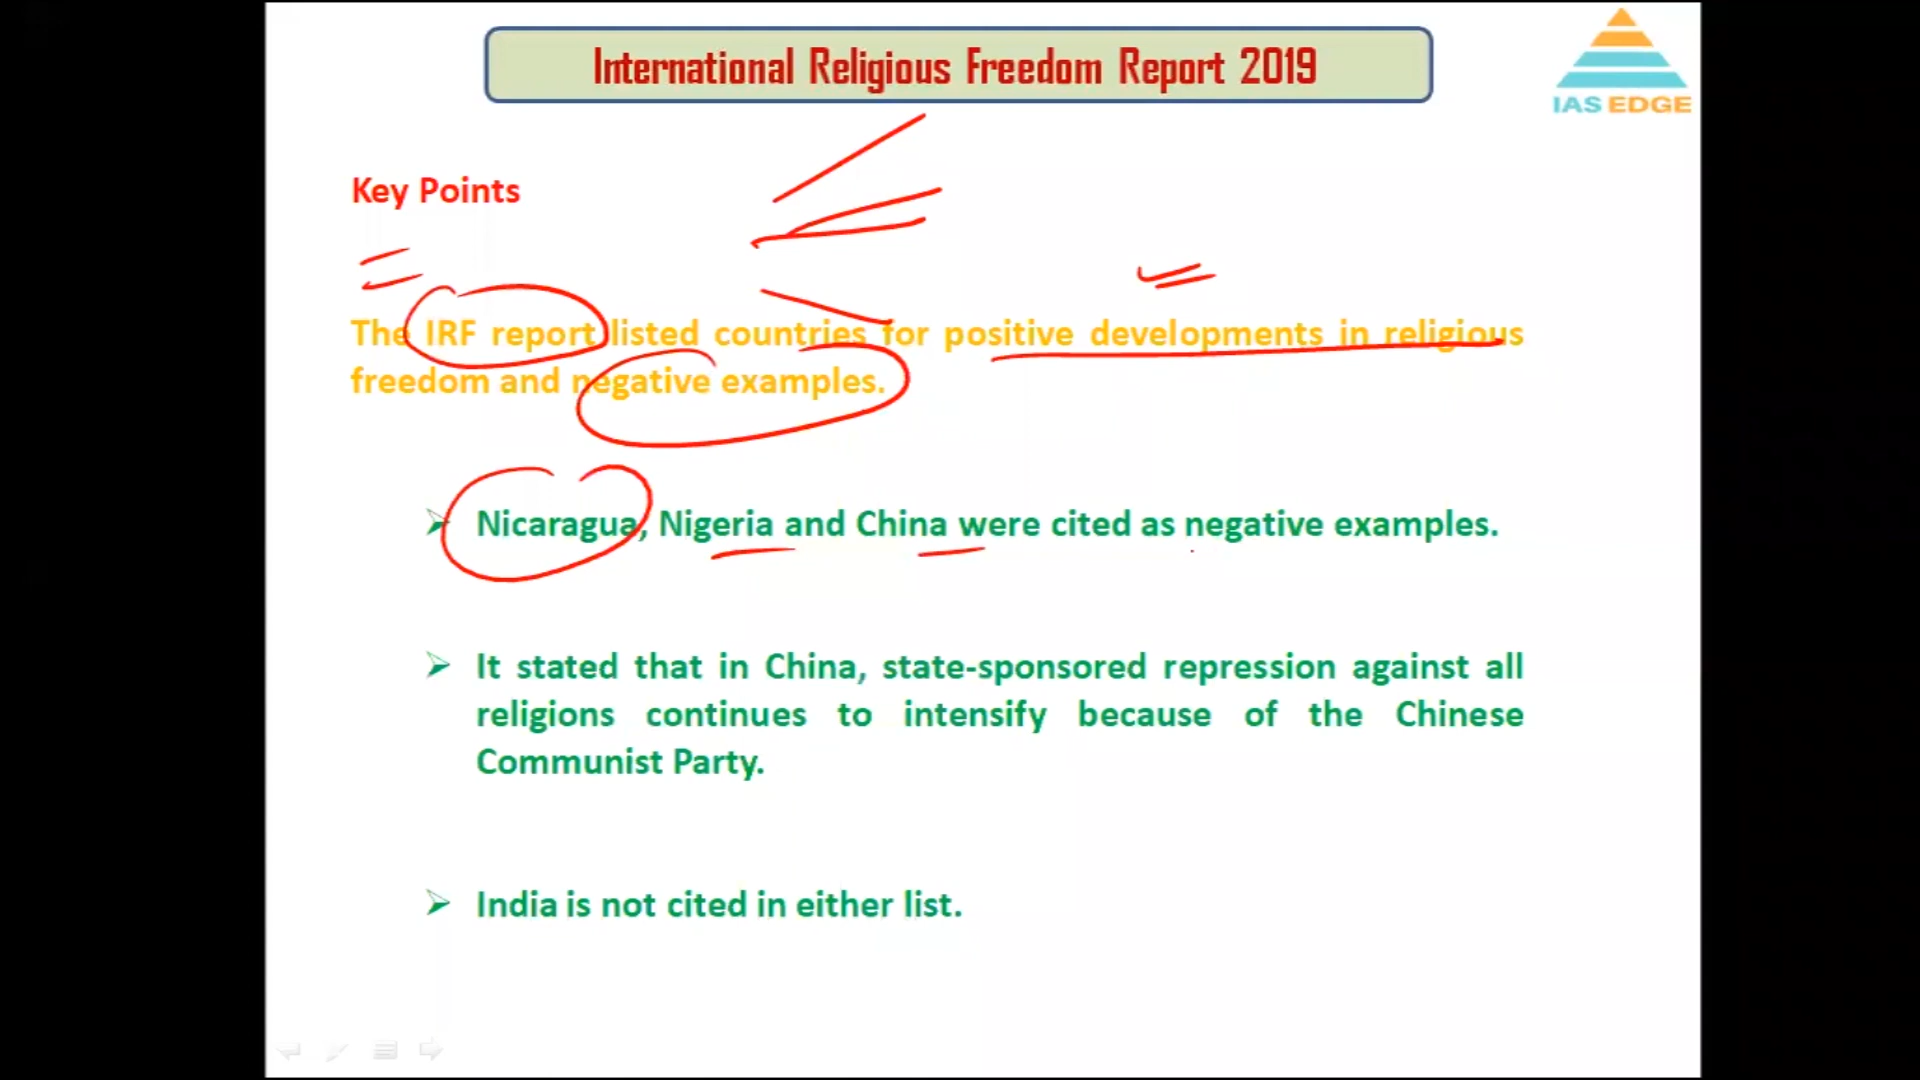 International Religious Freedom Report 2019
IAS EDGE
Key Points
The IRF report listed countries for positive developments in religious
freedom and negative examples.
Nicaragua, Nigeria and China were cited as negative examples.
It stated that in China, state-sponsored repression against all
religions continues to intensify because of the Chinese
Communist Party.
India is not cited in either list.